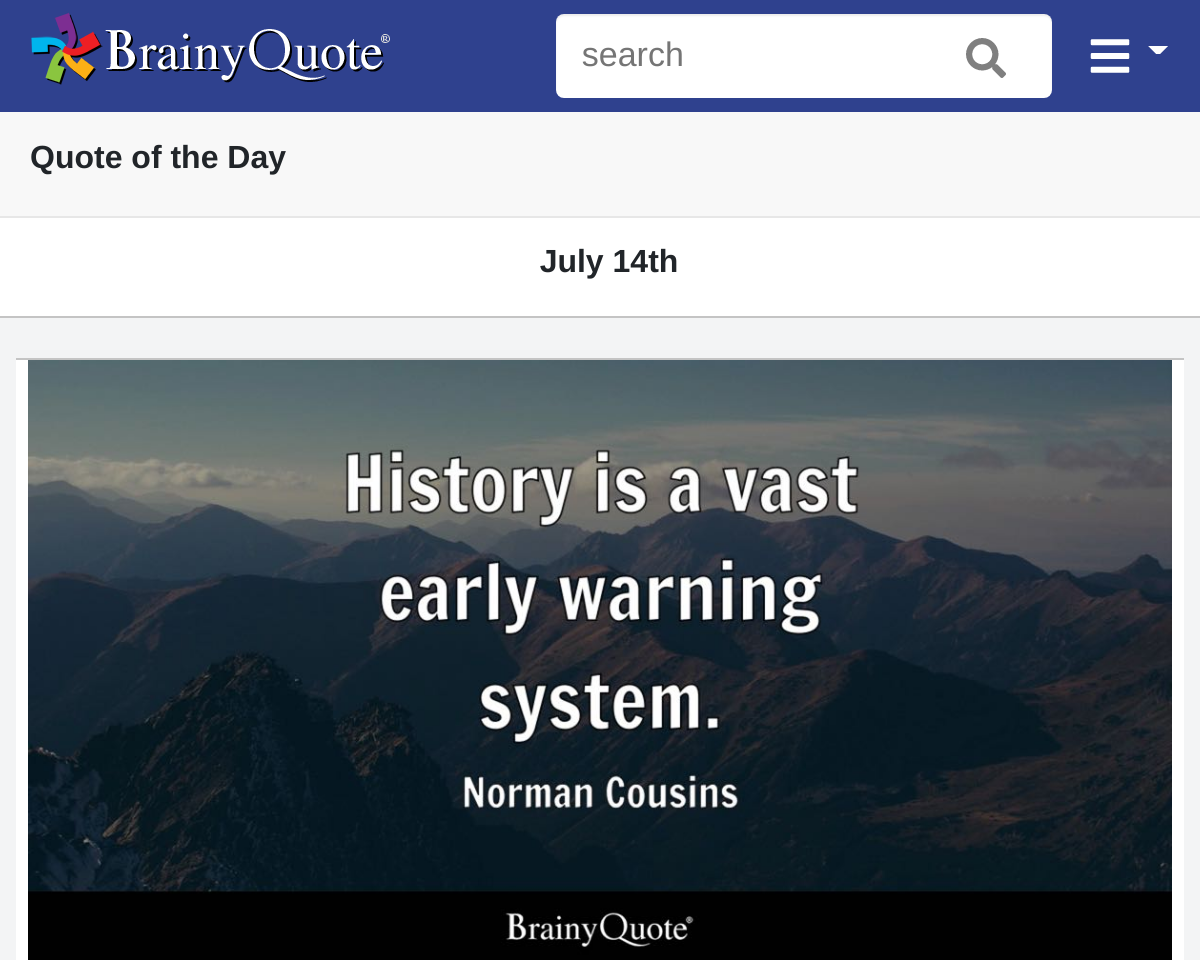 BrainyQuote®
search
Quote of the Day
July 14th
History is a vast
early warning
system.
Norman Cousins
BrainyQuote®